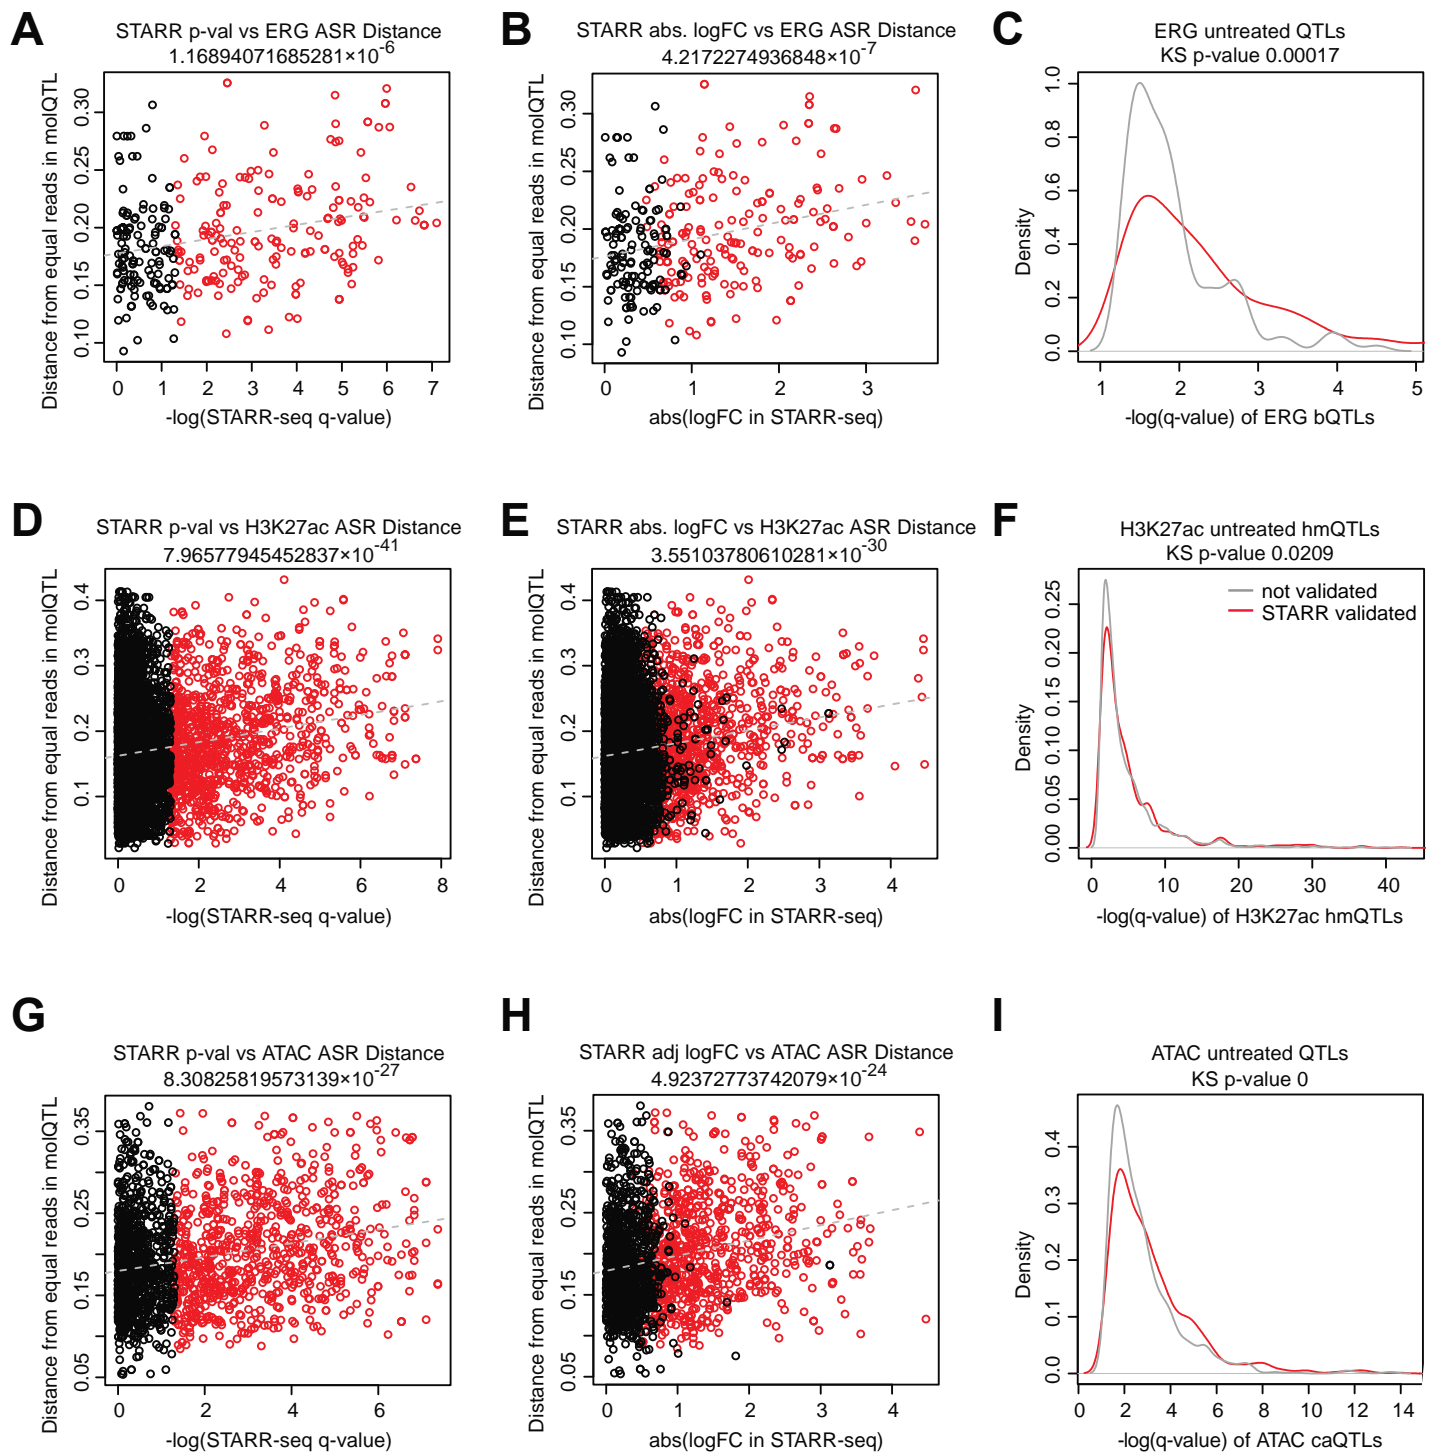 A
STARR p-val vs ERG ASR Distance
1.16894071685281×10^-6
Distance from equal reads in molQTL
0.10 0.15 0.20 0.25 0.30
0 1 2 3 4 5 6 7
-log(STARR-seq q-value)
B
STARR abs. logFC vs ERG ASR Distance
4.2172274936848×10^-7
Distance from equal reads in molQTL
0.10 0.15 0.20 0.25 0.30
0 1 2 3
abs(logFC in STARR-seq)
C
ERG untreated QTLs
KS p-value 0.00017
Density
0.0 0.2 0.4 0.6 0.8 1.0
1 2 3 4 5
-log(q-value) of ERG bQTLs
D
STARR p-val vs H3K27ac ASR Distance
7.96577945452837×10^-41
Distance from equal reads in molQTL
0.1 0.2 0.3 0.4
0 2 4 6 8
-log(STARR-seq q-value)
E
STARR abs. logFC vs H3K27ac ASR Distance
3.55103780610281×10^-30
Distance from equal reads in molQTL
0.1 0.2 0.3 0.4
0 1 2 3 4
abs(logFC in STARR-seq)
F
H3K27ac untreated hmQTLs
KS p-value 0.0209
not validated
STARR validated
Density
0.00 0.05 0.10 0.15 0.20 0.25
0 10 20 30 40
-log(q-value) of H3K27ac hmQTLs
G
STARR p-val vs ATAC ASR Distance
8.30825819573139×10^-27
Distance from equal reads in molQTL
0.05 0.15 0.25 0.35
0 2 4 6
-log(STARR-seq q-value)
H
STARR adj logFC vs ATAC ASR Distance
4.92372773742079×10^-24
Distance from equal reads in molQTL
0.05 0.15 0.25 0.35
0 1 2 3 4
abs(logFC in STARR-seq)
I
ATAC untreated QTLs
KS p-value 0
Density
0.0 0.1 0.2 0.3 0.4
0 2 4 6 8 10 12 14
-log(q-value) of ATAC caQTLs